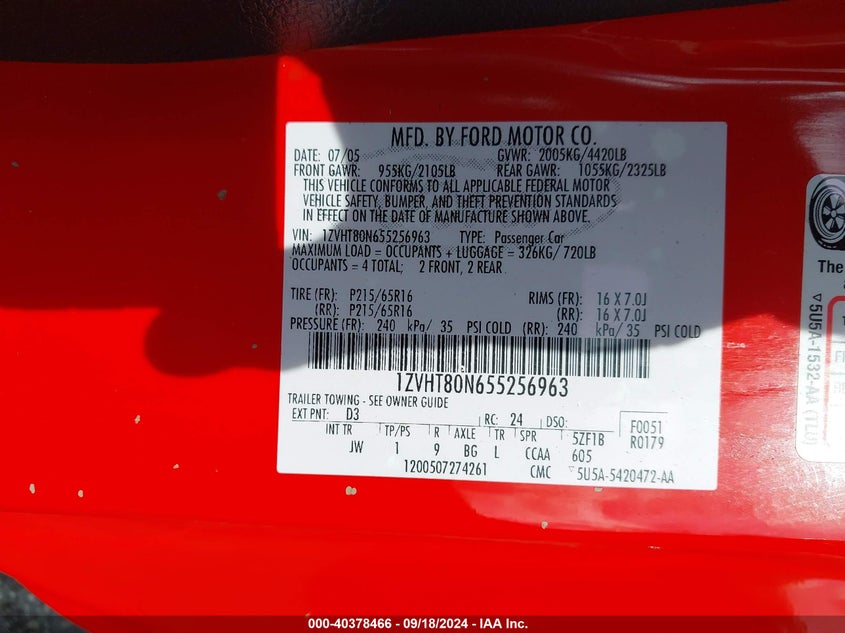 MFD. BY FORD MOTOR CO.
DATE: 07/05 GVWR: 2005KG/4420LB
FRONT GAWR: 955KG/2105LB REAR GAWR: 1055KG/2325LB
THIS VEHICLE CONFORMS TO ALL APPLICABLE FEDERAL MOTOR
VEHICLE SAFETY, BUMPER, AND THEFT PREVENTION STANDARDS
IN EFFECT ON THE DATE OF MANUFACTURE SHOWN ABOVE.
VIN: 1ZVHT80N655256963 TYPE: Passenger Car
MAXIMUM LOAD = OCCUPANTS + LUGGAGE = 326KG/ 720LB
OCCUPANTS = 4 TOTAL; 2 FRONT, 2 REAR
TIRE (FR): P215/65R16 RIMS (FR): 16 X 7.0J
(RR): P215/65R16 (RR): 16 X 7.0J
PRESSURE (FR): 240 kPa/ 35 PSI COLD (RR): 240 kPa/ 35 PSI COLD
1ZVHT80N655256963
TRAILER TOWING - SEE OWNER GUIDE
EXT PNT: D3 RC: 24 DSO: F0051
INT TR TP/PS R AXLE TR SPR 5ZF1B R0179
JW 1 9 BG L CCAA 605
1200507274261 CMC 5U5A-5420472-AA
The
5U5A-1532-AA (TLU)
000-40378466 - 09/18/2024 - IAA Inc.